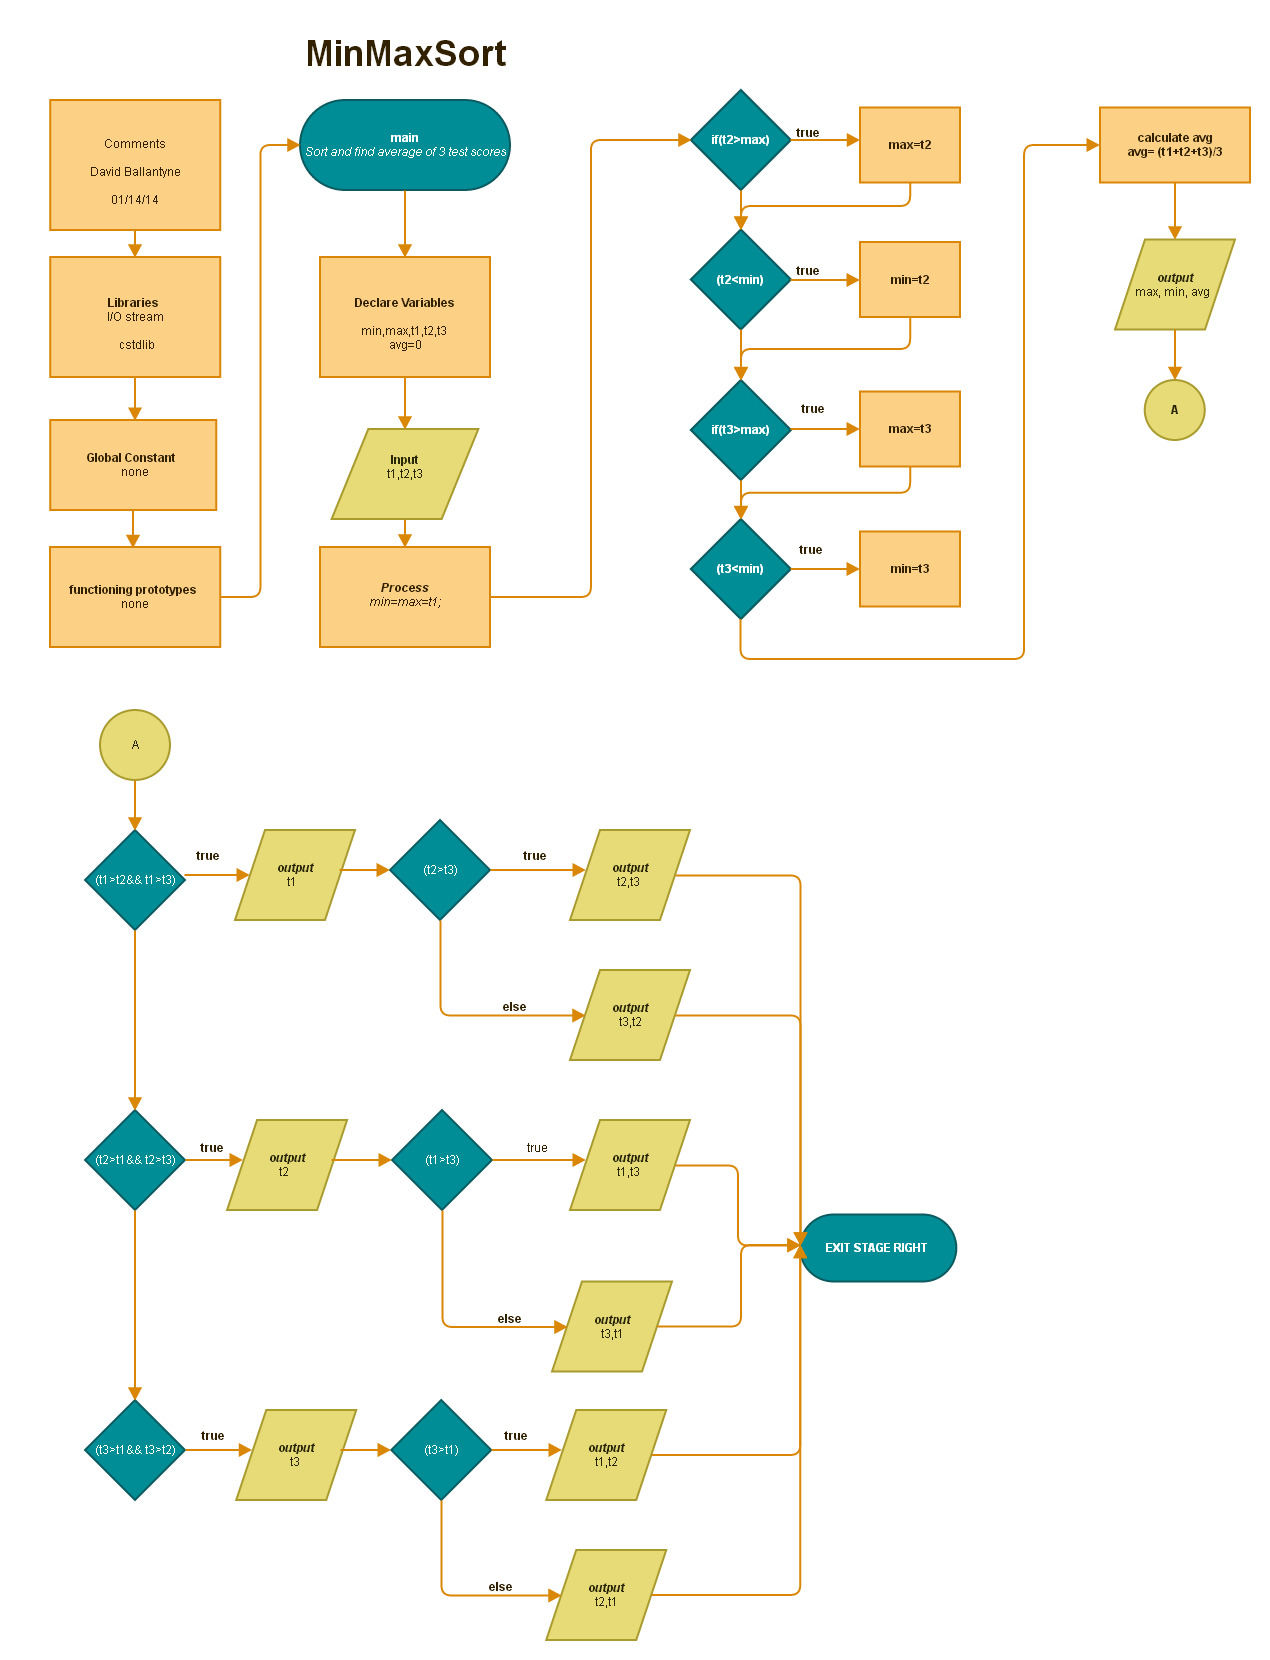 MinMaxSort
Comments
David Ballantyne
01/14/14
Libraries
I/O stream
cstdlib
Global Constant
none
functioning prototypes
none
main
Sort and find average of 3 test scores
Declare Variables
min,max,t1,t2,t3
avg=0
Input
t1,t2,t3
Process
min=max=t1;
if(t2>max)
true
max=t2
(t2<min)
true
min=t2
if(t3>max)
true
max=t3
(t3<min)
true
min=t3
calculate avg
avg= (t1+t2+t3)/3
output
max, min, avg
A
A
(t1>t2&& t1>t3)
true
output
t1
(t2>t3)
true
output
t2,t3
else
output
t3,t2
(t2>t1&& t2>t3)
true
output
t2
(t1>t3)
true
output
t1,t3
else
output
t3,t1
EXIT STAGE RIGHT
(t3>t1&& t3>t2)
true
output
t3
(t3>t1)
true
output
t1,t2
else
output
t2,t1